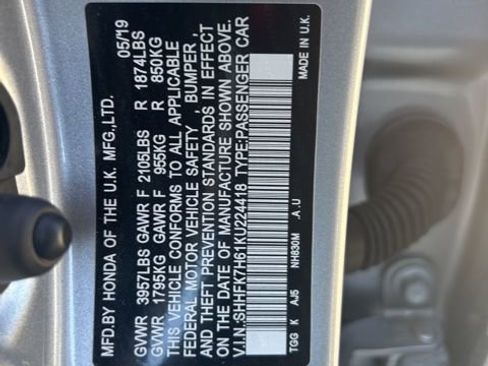 MFD.BY HONDA OF THE U.K. MFG.,LTD. 05/19
GVWR 3957LBS GAWR F 2105LBS R 1874LBS
GVWR 1795KG GAWR F 955KG R 850KG
THIS VEHICLE CONFORMS TO ALL APPLICABLE
FEDERAL MOTOR VEHICLE SAFETY , BUMPER ,
AND THEFT PREVENTION STANDARDS IN EFFECT
ON THE DATE OF MANUFACTURE SHOWN ABOVE.
V.I.N.:SHHFK7H61KU224418 TYPE:PASSENGER CAR
TGG K AJ5 NH830M .A .U MADE IN U.K.